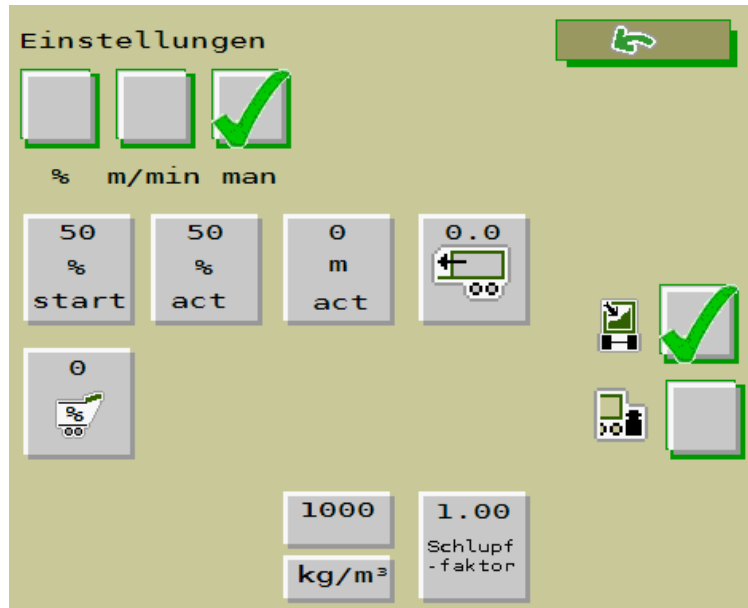 Einstellungen
% m/min man
50 50 0 0.0
% % m
start act act
0
%
1000 1.00
Schlupf
-faktor
kg/m³